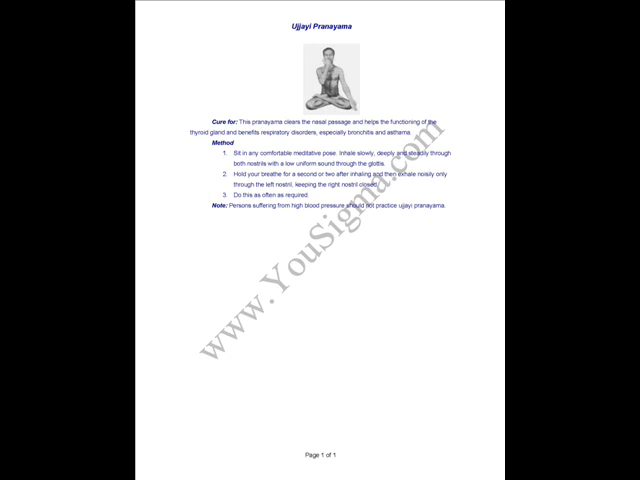 Ujjayi Pranayama
Cure for: This pranayama clears the nasal passage and helps the functioning of the
thyroid gland and benefits respiratory disorders, especially bronchitis and asthama.
Method
1. Sit in any comfortable meditative pose. Inhale slowly, deeply and steadily through
both nostrils with a low uniform sound through the glottis.
2. Hold your breathe for a second or two after inhaling and then exhale noisily only
through the left nostril, keeping the right nostril closed.
3. Do this as often as required.
Note: Persons suffering from high blood pressure should not practice ujjayi pranayama.
www.YouSigma.com
Page 1 of 1